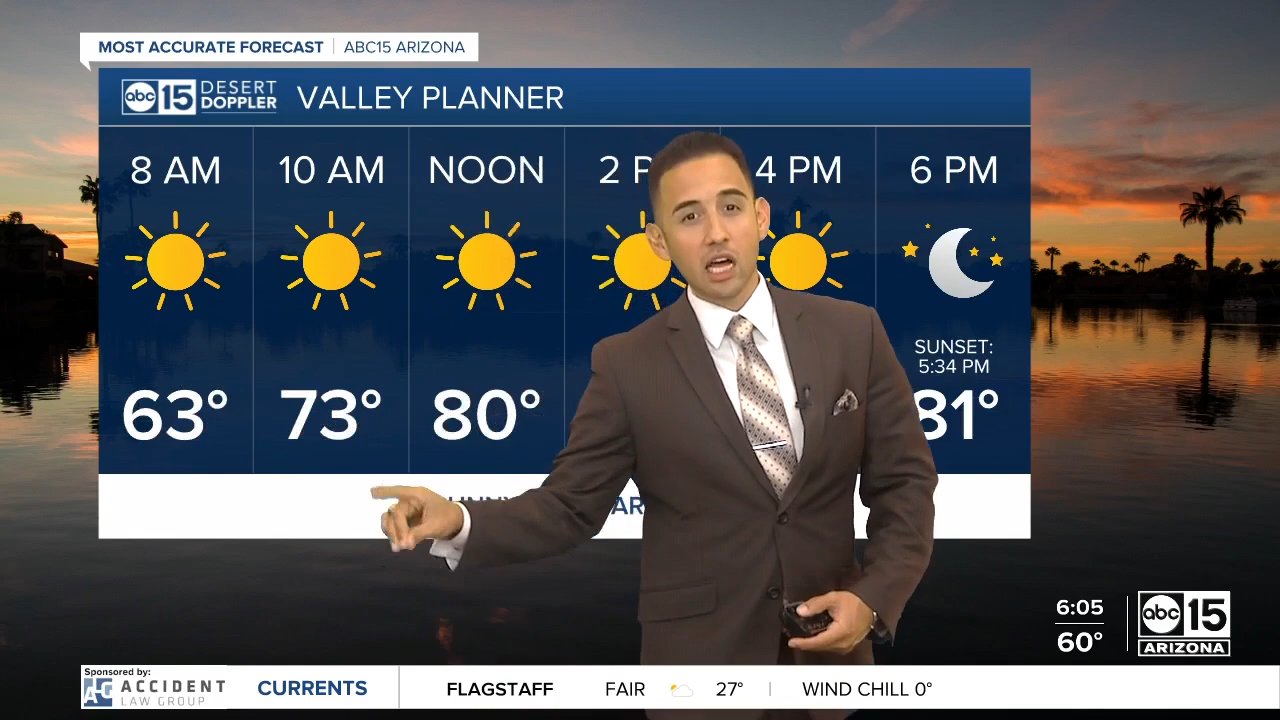 MOST ACCURATE FORECAST | ABC15 ARIZONA
abc 15 DESERT DOPPLER VALLEY PLANNER
8 AM 10 AM NOON 2 P 4 PM 6 PM
SUNSET:
5:34 PM
63° 73° 80° 81°
6:05
60°
abc 15
ARIZONA
Sponsored by:
ACCIDENT
LAW GROUP
CURRENTS FLAGSTAFF FAIR 27° | WIND CHILL 0°